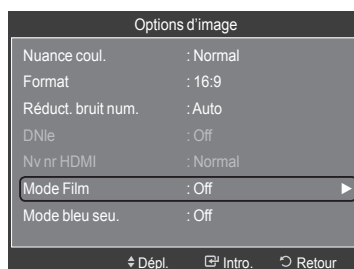 Options d'image
Nuance coul. : Normal
Format : 16:9
Réduct. bruit num. : Auto
DNIe : Off
Nv nr HDMI : Normal
Mode Film : Off
Mode bleu seu. : Off
Dépl. Intro. Retour